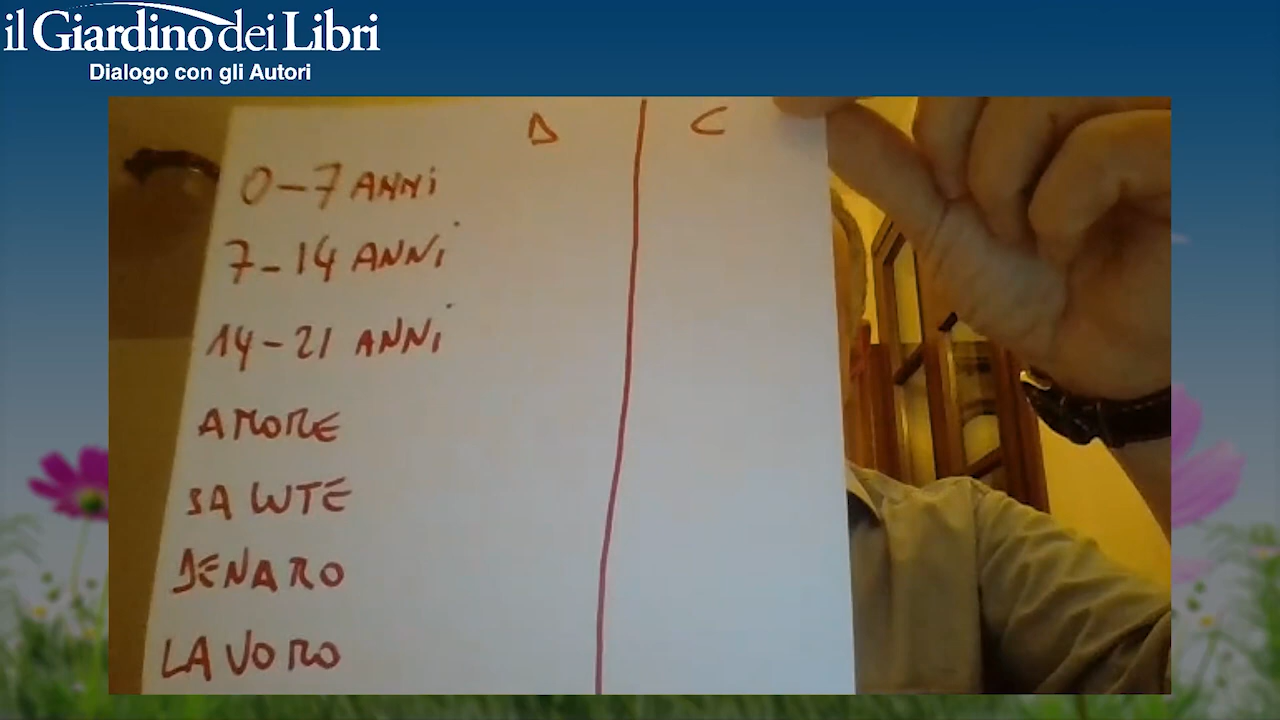 il Giardino dei Libri
Dialogo con gli Autori
D C
0-7 ANNi
7-14 ANNi
14-21 ANNi
AMORE
SALUTE
DENARO
LAVORO